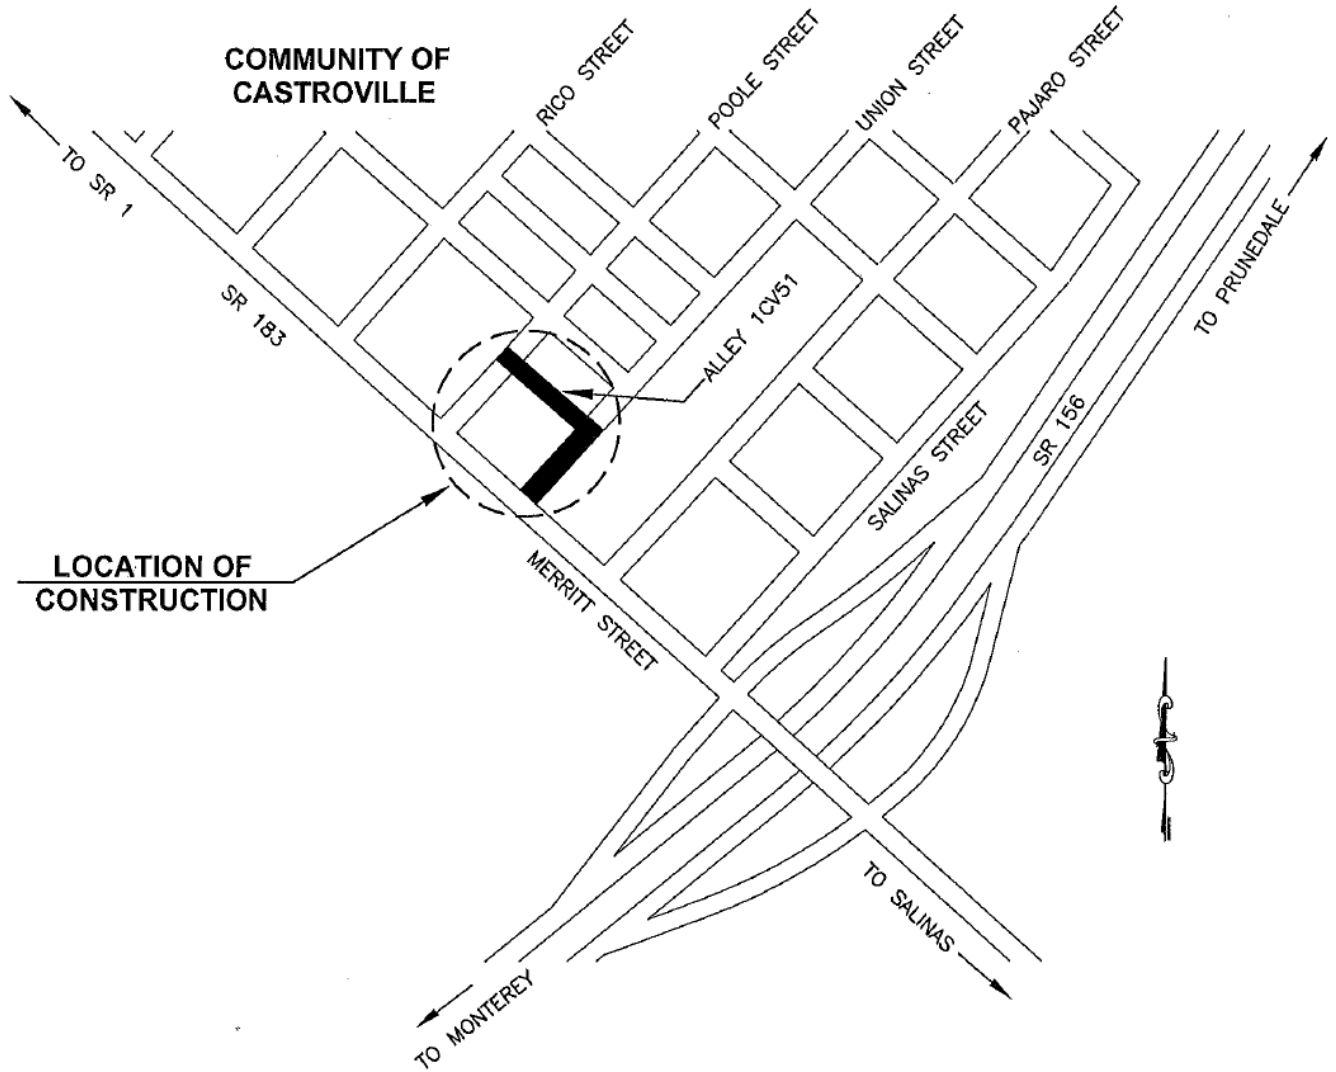 COMMUNITY OF
CASTROVILLE
RICO STREET
POOLE STREET
UNION STREET
PAJARO STREET
TO SR 1
TO PRUNEDALE
SR 183
ALLEY 1CV51
SR 156
SALINAS STREET
LOCATION OF
CONSTRUCTION
MERRITT STREET
TO SALINAS
TO MONTEREY